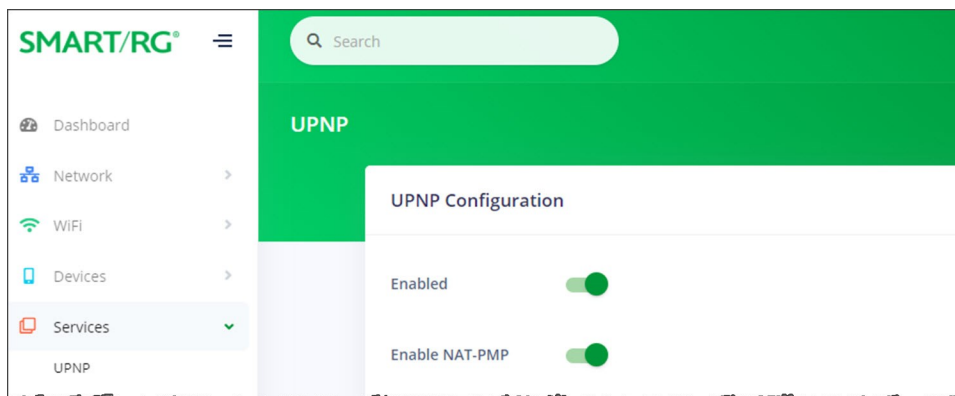 SMART/RG®
Search
Dashboard
UPNP
Network
UPNP Configuration
WiFi
Devices
Enabled
Services
Enable NAT-PMP
UPNP